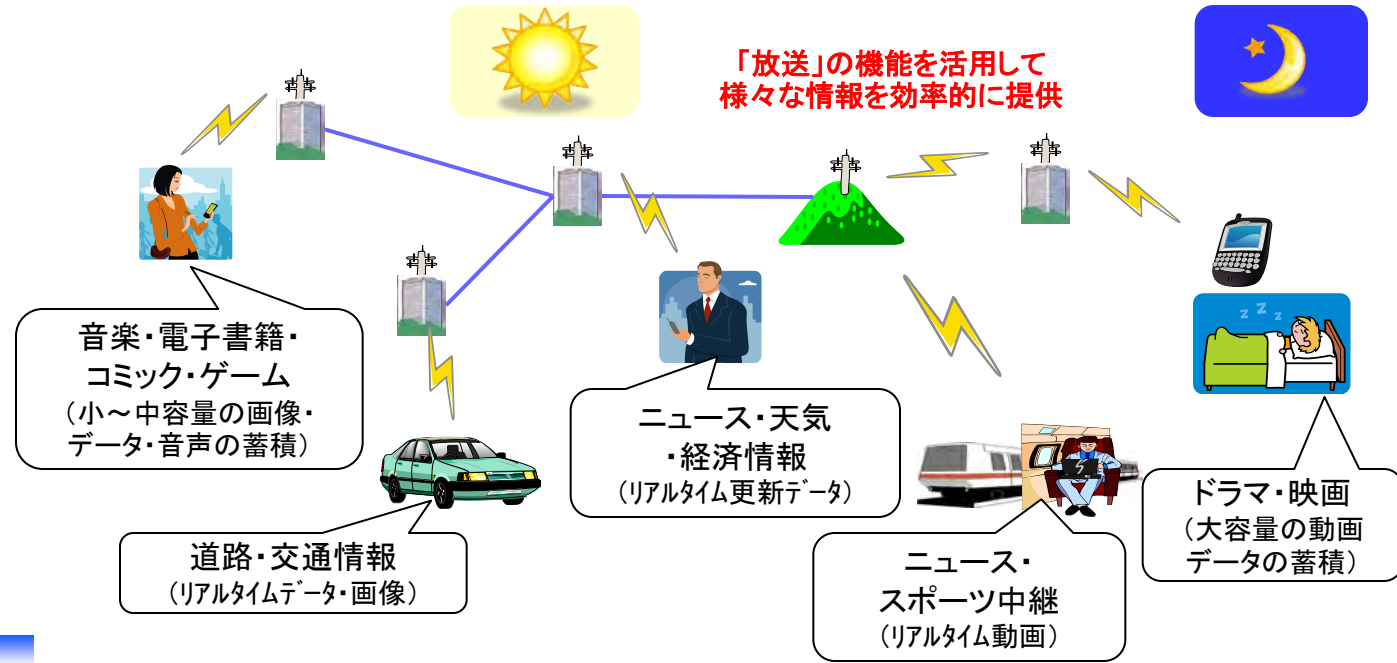 「放送」の機能を活用して
様々な情報を効率的に提供
音楽・電子書籍・
コミック・ゲーム
（小～中容量の画像・
データ・音声の蓄積）
道路・交通情報
（ﾘｱﾙﾀｲﾑﾃﾞｰﾀ・画像）
ニュース・天気
・経済情報
（ﾘｱﾙﾀｲﾑ更新ﾃﾞｰﾀ）
ニュース・
スポーツ中継
（ﾘｱﾙﾀｲﾑ動画）
z z z
ドラマ・映画
（大容量の動画
データの蓄積）